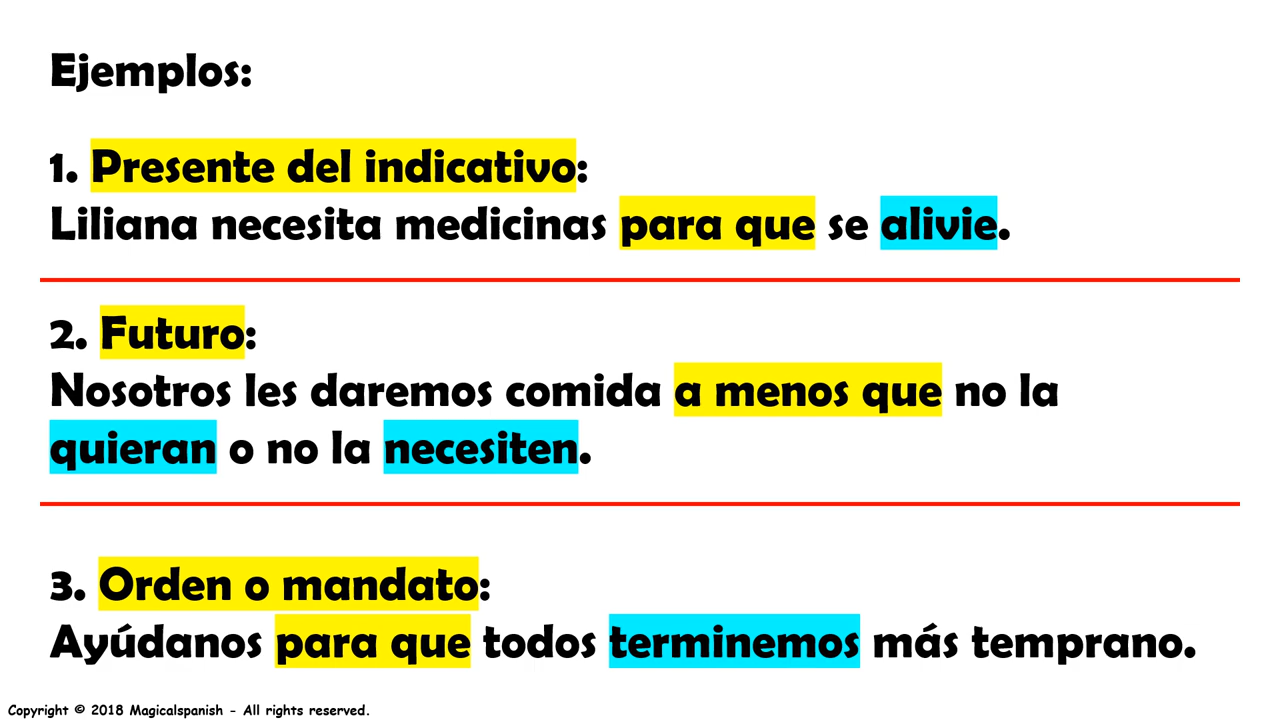 Ejemplos:
1. Presente del indicativo:
Liliana necesita medicinas para que se alivie.
2. Futuro:
Nosotros les daremos comida a menos que no la
quieran o no la necesiten.
3. Orden o mandato:
Ayúdanos para que todos terminemos más temprano.
Copyright © 2018 Magicalspanish - All rights reserved.